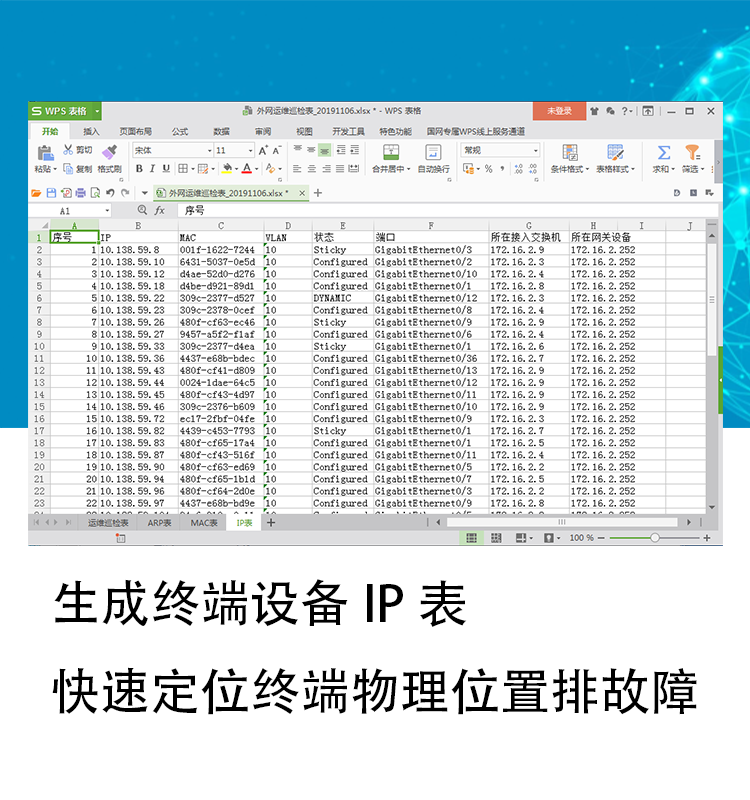 WPS 表格
外网运维巡检表_20191106.xlsx * - WPS 表格
未登录
开始 插入 页面布局 公式 数据 审阅 视图 开发工具 特色功能 国网专属WPS线上服务通道
粘贴 剪切 复制 格式刷 宋体 11 B I U 合并居中 自动换行 常规 条件格式 表格样式 求和 筛选
外网运维巡检表_20191106.xlsx *
A1 fx 序号
A B C D E F G H I J
1 序号 IP MAC VLAN 状态 端口 所在接入交换机 所在网关设备
2 1 10.138.59.8 001f-1622-7244 10 Sticky GigabitEthernet0/3 172.16.2.9 172.16.2.252
3 2 10.138.59.10 6431-5037-0e5d 10 Configured GigabitEthernet0/2 172.16.2.3 172.16.2.252
4 3 10.138.59.12 d4ae-52d0-d276 10 Configured GigabitEthernet0/10 172.16.2.4 172.16.2.252
5 4 10.138.59.18 d4be-d921-89d1 10 Configured GigabitEthernet0/1 172.16.2.8 172.16.2.252
6 5 10.138.59.22 309c-2377-d527 10 DYNAMIC GigabitEthernet0/12 172.16.2.3 172.16.2.252
7 6 10.138.59.23 309c-2378-0cef 10 Configured GigabitEthernet0/8 172.16.2.4 172.16.2.252
8 7 10.138.59.26 480f-cf63-ec46 10 Sticky GigabitEthernet0/9 172.16.2.9 172.16.2.252
9 8 10.138.59.27 9457-a5f2-f1af 10 Configured GigabitEthernet0/6 172.16.2.4 172.16.2.252
10 9 10.138.59.33 309c-2377-d4ea 10 Sticky GigabitEthernet0/1 172.16.2.6 172.16.2.252
11 10 10.138.59.36 4437-e68b-bdec 10 Configured GigabitEthernet0/36 172.16.2.7 172.16.2.252
12 11 10.138.59.43 480f-cf41-d809 10 Configured GigabitEthernet0/13 172.16.2.9 172.16.2.252
13 12 10.138.59.44 0024-1dae-64c5 10 Configured GigabitEthernet0/12 172.16.2.9 172.16.2.252
14 13 10.138.59.45 480f-cf43-4d97 10 Configured GigabitEthernet0/11 172.16.2.9 172.16.2.252
15 14 10.138.59.46 309c-2376-b609 10 Configured GigabitEthernet0/10 172.16.2.9 172.16.2.252
16 15 10.138.59.72 ec17-2fbf-04fe 10 Configured GigabitEthernet0/9 172.16.2.3 172.16.2.252
17 16 10.138.59.82 4439-c453-7793 10 Sticky GigabitEthernet0/1 172.16.2.7 172.16.2.252
18 17 10.138.59.83 480f-cf65-17a4 10 Configured GigabitEthernet0/1 172.16.2.5 172.16.2.252
19 18 10.138.59.87 480f-cf43-516f 10 Configured GigabitEthernet0/11 172.16.2.4 172.16.2.252
20 19 10.138.59.90 480f-cf63-ed69 10 Configured GigabitEthernet0/5 172.16.2.2 172.16.2.252
21 20 10.138.59.94 480f-cf65-1b1d 10 Configured GigabitEthernet0/7 172.16.2.5 172.16.2.252
22 21 10.138.59.96 480f-cf64-2d0e 10 Configured GigabitEthernet0/3 172.16.2.2 172.16.2.252
23 22 10.138.59.97 4437-e68b-bd9e 10 Configured GigabitEthernet0/9 172.16.2.8 172.16.2.252
运维巡检表 ARP表 MAC表 IP表
100 %
生成终端设备 IP 表
快速定位终端物理位置排故障